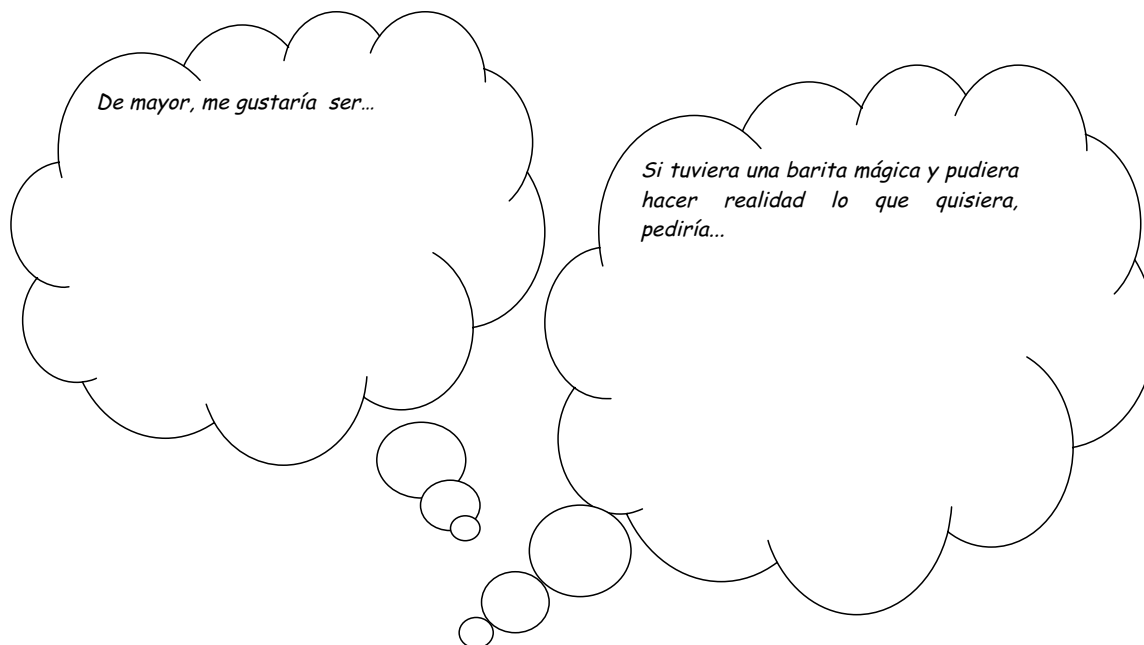 De mayor, me gustaría ser...
Si tuviera una barita mágica y pudiera
hacer realidad lo que quisiera,
pediría...